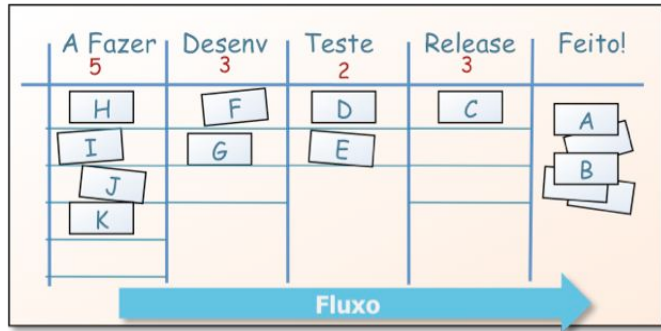 A Fazer Desenv Teste Release Feito!
5 3 2 3
H F D C A
I G E B
J
K
Fluxo